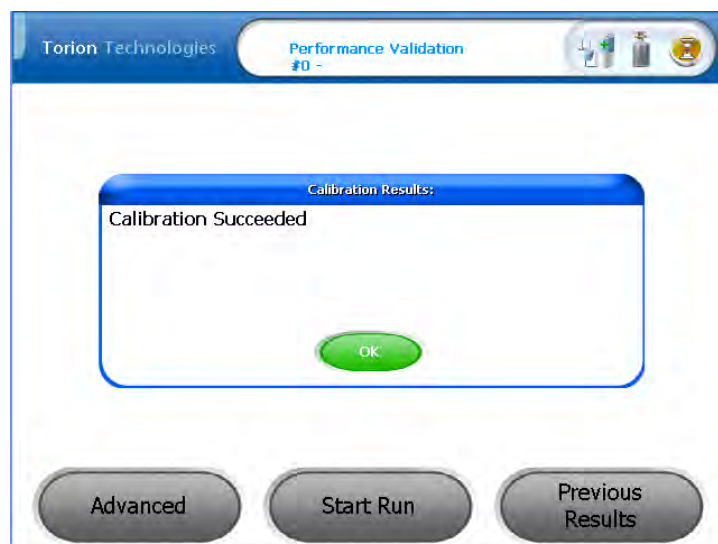 Torion Technologies
Performance Validation
#0 -
Calibration Results:
Calibration Succeeded
OK
Advanced
Start Run
Previous
Results